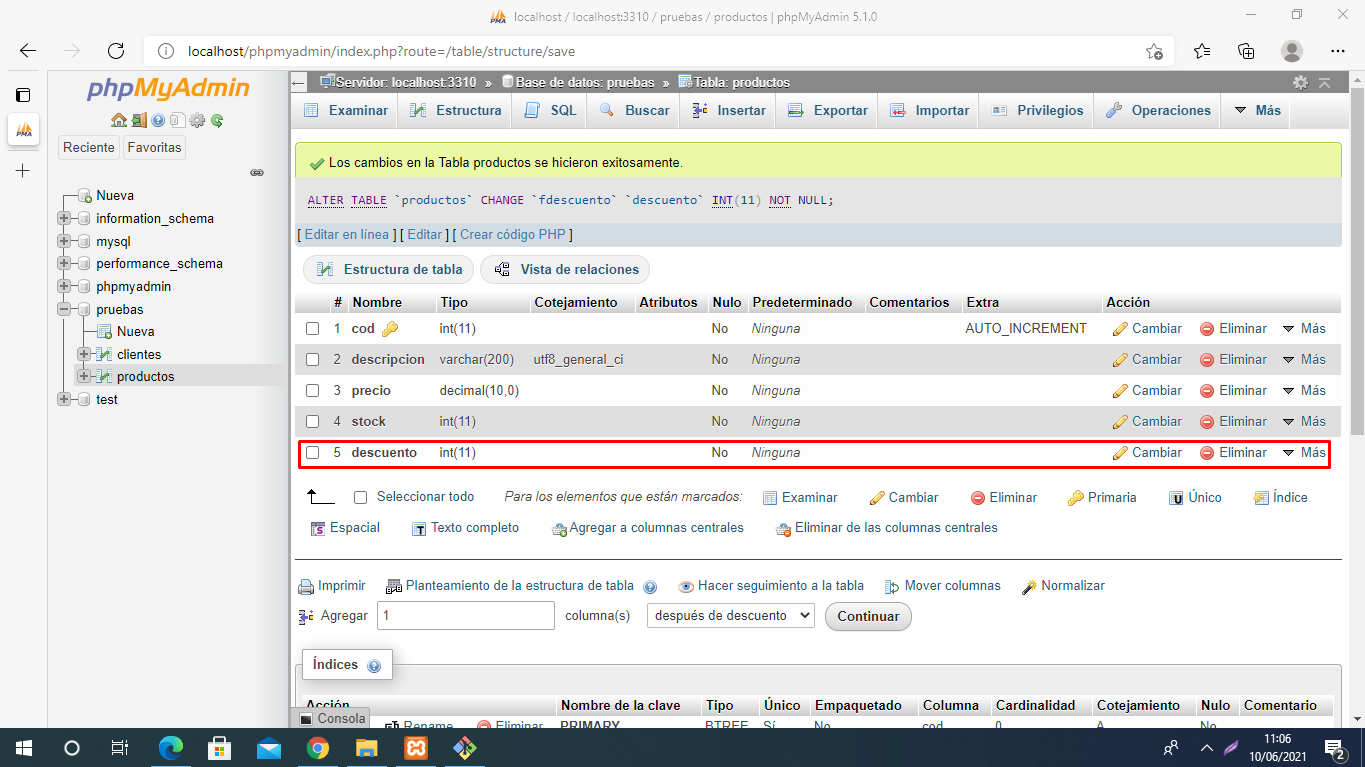 localhost / localhost:3310 / pruebas / productos | phpMyAdmin 5.1.0
localhost/phpmyadmin/index.php?route=/table/structure/save
phpMyAdmin
Reciente Favoritas
Nueva
information_schema
mysql
performance_schema
phpmyadmin
pruebas
Nueva
clientes
productos
test
Servidor: localhost:3310 » Base de datos: pruebas » Tabla: productos
Examinar Estructura SQL Buscar Insertar Exportar Importar Privilegios Operaciones Más
Los cambios en la Tabla productos se hicieron exitosamente.
ALTER TABLE `productos` CHANGE `fdescuento` `descuento` INT(11) NOT NULL;
[ Editar en línea ] [ Editar ] [ Crear código PHP ]
Estructura de tabla Vista de relaciones
# Nombre Tipo Cotejamiento Atributos Nulo Predeterminado Comentarios Extra Acción
1 cod int(11) No Ninguna AUTO_INCREMENT Cambiar Eliminar Más
2 descripcion varchar(200) utf8_general_ci No Ninguna Cambiar Eliminar Más
3 precio decimal(10,0) No Ninguna Cambiar Eliminar Más
4 stock int(11) No Ninguna Cambiar Eliminar Más
5 descuento int(11) No Ninguna Cambiar Eliminar Más
Seleccionar todo Para los elementos que están marcados: Examinar Cambiar Eliminar Primaria Único Índice
Espacial Texto completo Agregar a columnas centrales Eliminar de las columnas centrales
Imprimir Planteamiento de la estructura de tabla Hacer seguimiento a la tabla Mover columnas Normalizar
Agregar 1 columna(s) después de descuento Continuar
Índices
Acción Nombre de la clave Tipo Único Empaquetado Columna Cardinalidad Cotejamiento Nulo Comentario
Rename Eliminar PRIMARY BTREE Sí No cod 0 A No
Consola
11:06
10/06/2021
2